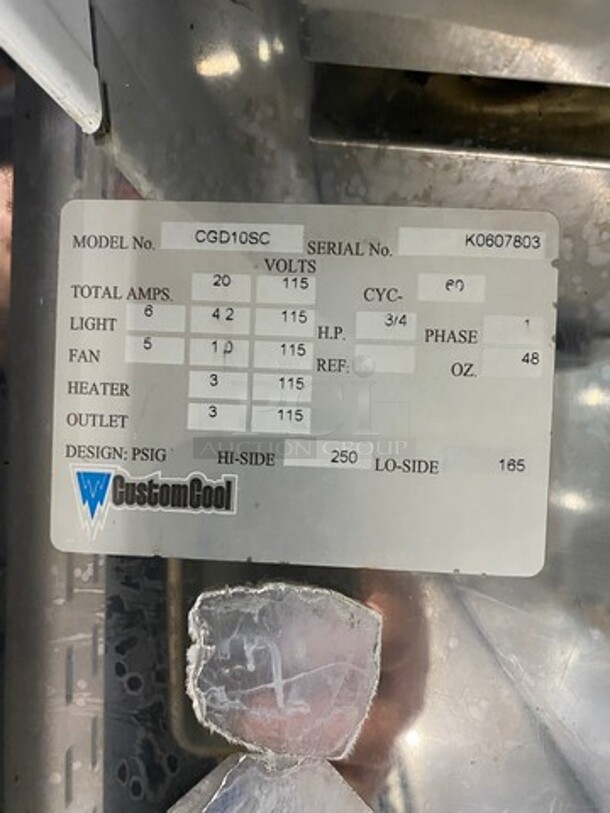 MODEL No. CGD10SC SERIAL No. K0607803
VOLTS
TOTAL AMPS. 20 115 CYC- 60
LIGHT 6 4 2 115 H.P. 3/4 PHASE 1
FAN 5 1 0 115 REF: OZ. 48
HEATER 3 115
OUTLET 3 115
AUCTION GROUP
DESIGN: PSIG HI-SIDE 250 LO-SIDE 165
CustomCool